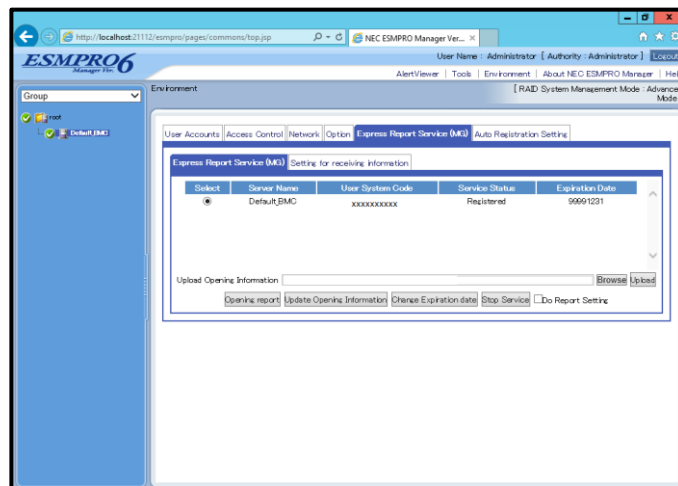 http://localhost:21112/esmpro/pages/commons/top.jsp
NEC ESMPRO Manager Ver... ×
ESMPRO6
Manager Ver.
User Name : Administrator [ Authority : Administrator ] Logout
AlertViewer | Tools | Environment | About NEC ESMPRO Manager | Hel
Group
Environment
[ RAID System Management Mode : Advance
Mode
root
Default_BMC
User Accounts Access Control Network Option Express Report Service (MG) Auto Registration Setting
Express Report Service (MG) Setting for receiving information
Select Server Name User System Code Service Status Expiration Date
Default_BMC xxxxxxxxxx Registered 99991231
Upload Opening Information Browse Upload
Opening report Update Opening Information Change Expiration date Stop Service Do Report Setting